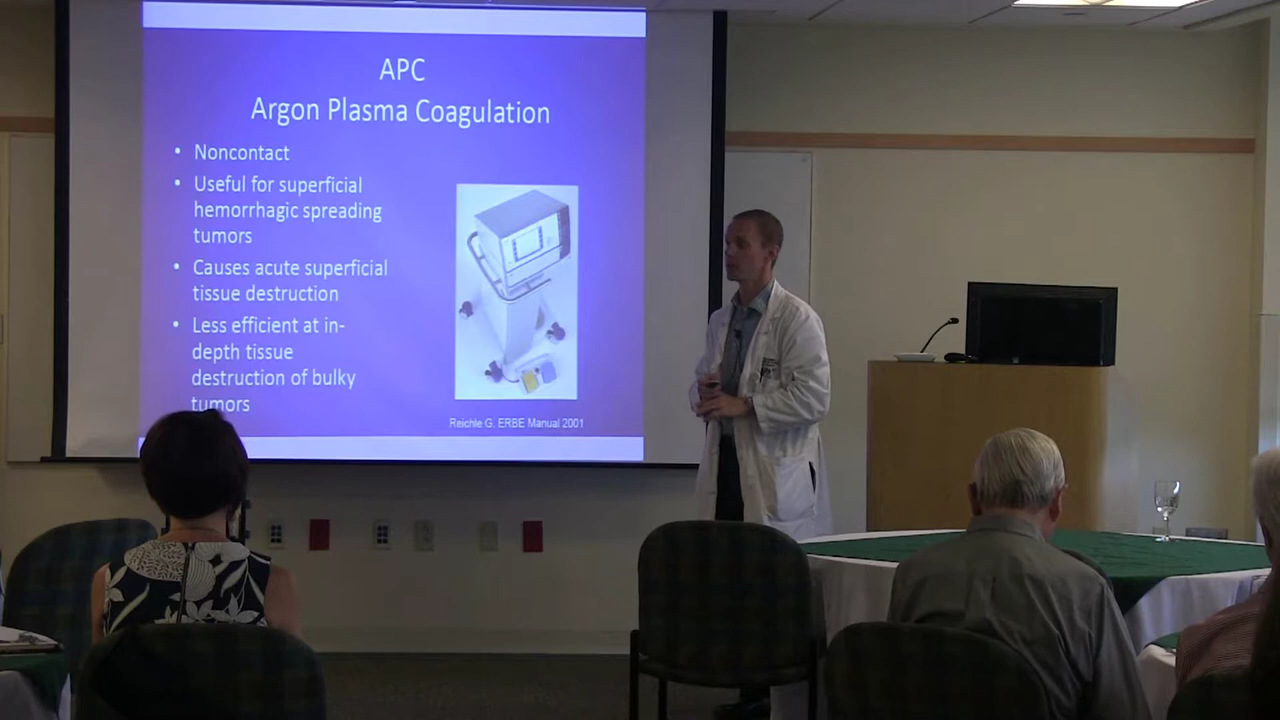 APC
Argon Plasma Coagulation
• Noncontact
• Useful for superficial
hemorrhagic spreading
tumors
• Causes acute superficial
tissue destruction
• Less efficient at in-
depth tissue
destruction of bulky
tumors
Reichle G. ERBE Manual 2001